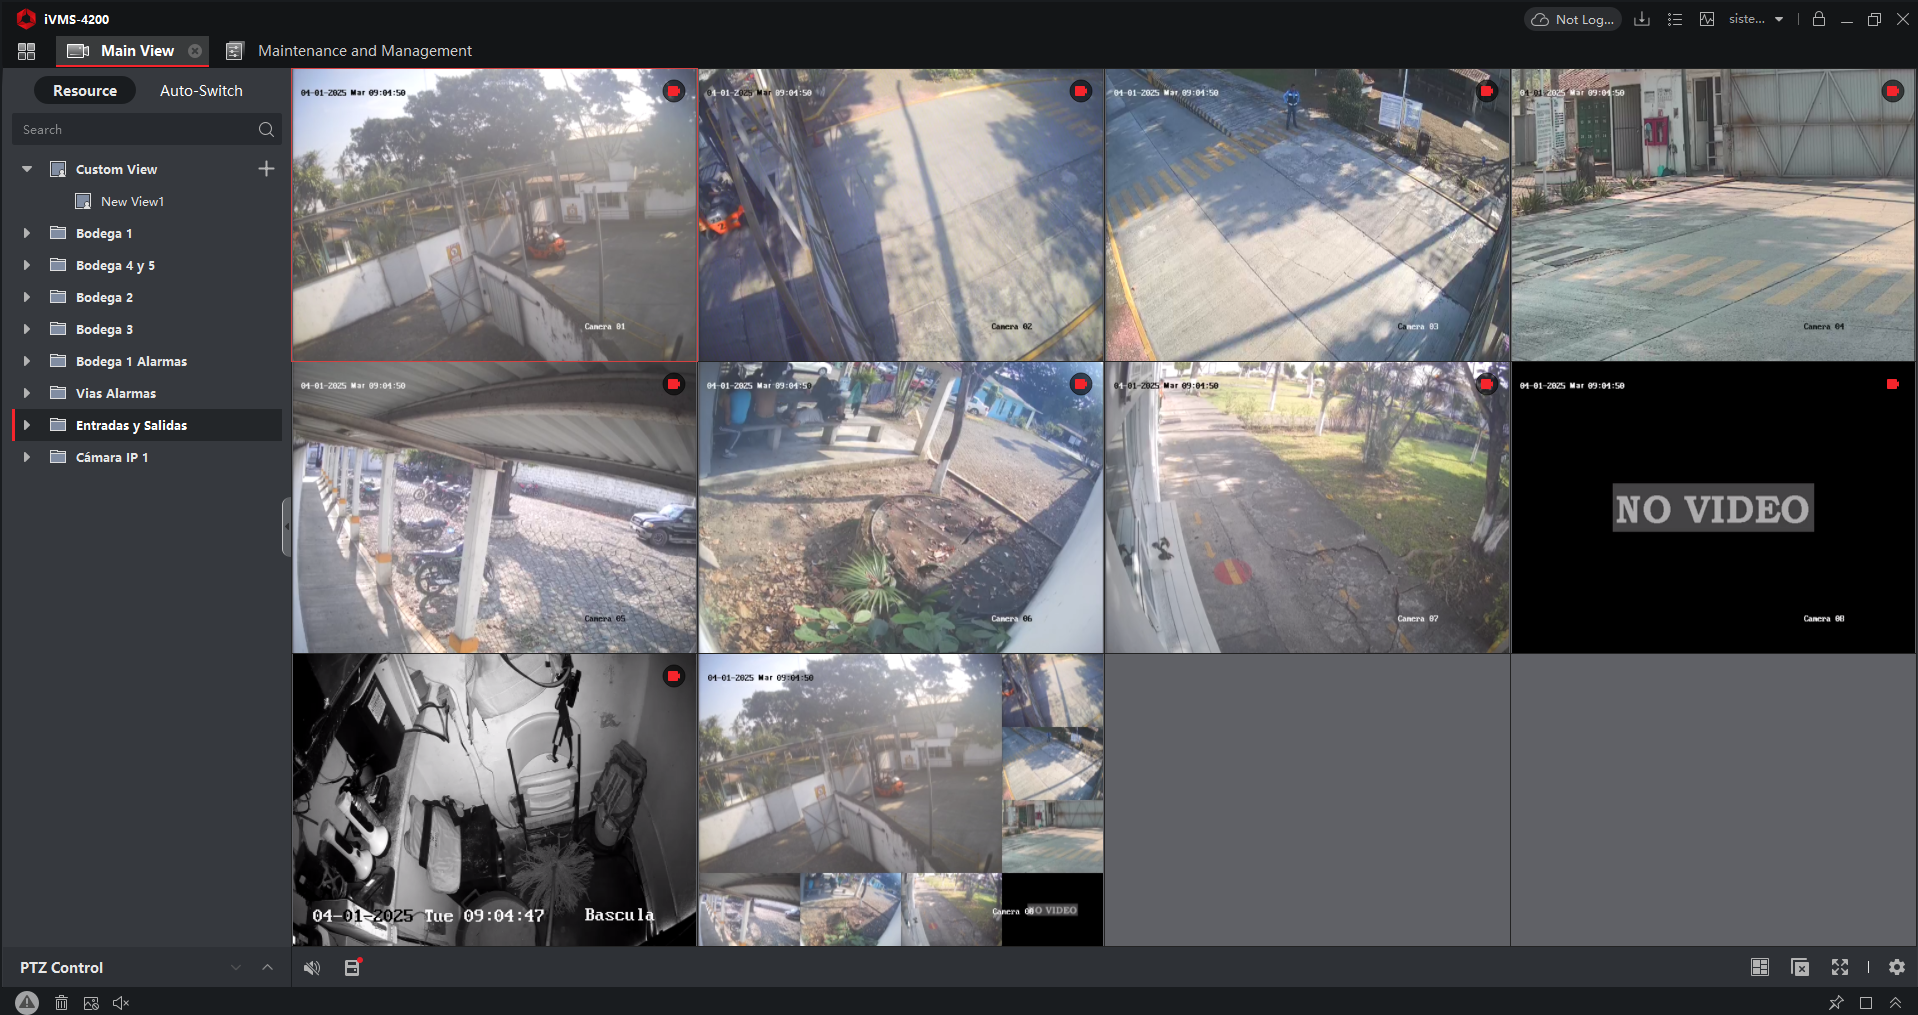 iVMS-4200
Not Log...
siste...
Main View
Maintenance and Management
Resource
Auto-Switch
Search
Custom View
New View1
Bodega 1
Bodega 4 y 5
Bodega 2
Bodega 3
Bodega 1 Alarmas
Vias Alarmas
Entradas y Salidas
Cámara IP 1
PTZ Control
04-01-2025 Mar 09:04:50
Camera 01
04-01-2025 Mar 09:04:50
Camera 02
04-01-2025 Mar 09:04:50
Camera 03
04-01-2025 Mar 09:04:50
Camera 04
04-01-2025 Mar 09:04:50
Camera 05
04-01-2025 Mar 09:04:50
Camera 06
04-01-2025 Mar 09:04:50
Camera 07
04-01-2025 Mar 09:04:50
NO VIDEO
Camera 08
04-01-2025 Tue 09:04:47
Bascula
04-01-2025 Mar 09:04:50
Camera 08
NO VIDEO